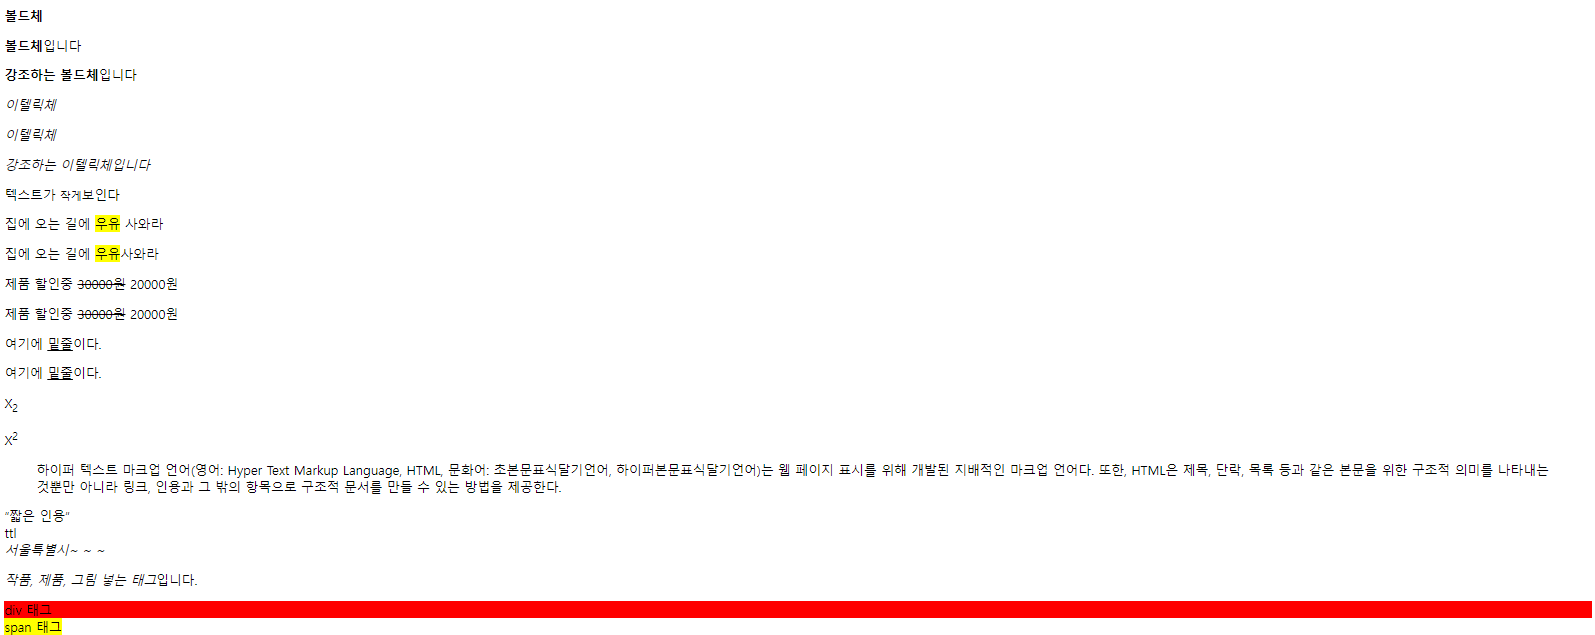 볼드체
볼드체입니다
강조하는 볼드체입니다
이텔릭체
이텔릭체
강조하는 이텔릭체입니다
텍스트가 작게보인다
집에 오는 길에 우유 사와라
집에 오는 길에 우유사와라
제품 할인중 30000원 20000원
제품 할인중 30000원 20000원
여기에 밑줄이다.
여기에 밑줄이다.
X2
X2
하이퍼 텍스트 마크업 언어(영어: Hyper Text Markup Language, HTML, 문화어: 초본문표식달기언어, 하이퍼본문표식달기언어)는 웹 페이지 표시를 위해 개발된 지배적인 마크업 언어다. 또한, HTML은 제목, 단락, 목록 등과 같은 본문을 위한 구조적 의미를 나타내는
것뿐만 아니라 링크, 인용과 그 밖의 항목으로 구조적 문서를 만들 수 있는 방법을 제공한다.
“짧은 인용”
ttl
서울특별시~ ~ ~
작품, 제품, 그림 넣는 태그입니다.
div 태그
span 태그